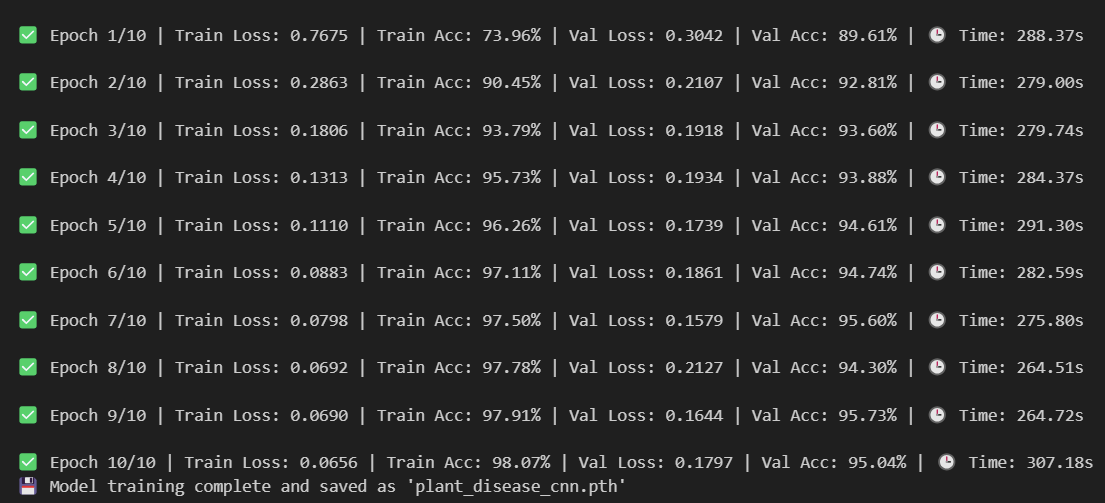 ✅ Epoch 1/10 | Train Loss: 0.7675 | Train Acc: 73.96% | Val Loss: 0.3042 | Val Acc: 89.61% | 🕒 Time: 288.37s
✅ Epoch 2/10 | Train Loss: 0.2863 | Train Acc: 90.45% | Val Loss: 0.2107 | Val Acc: 92.81% | 🕒 Time: 279.00s
✅ Epoch 3/10 | Train Loss: 0.1806 | Train Acc: 93.79% | Val Loss: 0.1918 | Val Acc: 93.60% | 🕒 Time: 279.74s
✅ Epoch 4/10 | Train Loss: 0.1313 | Train Acc: 95.73% | Val Loss: 0.1934 | Val Acc: 93.88% | 🕒 Time: 284.37s
✅ Epoch 5/10 | Train Loss: 0.1110 | Train Acc: 96.26% | Val Loss: 0.1739 | Val Acc: 94.61% | 🕒 Time: 291.30s
✅ Epoch 6/10 | Train Loss: 0.0883 | Train Acc: 97.11% | Val Loss: 0.1861 | Val Acc: 94.74% | 🕒 Time: 282.59s
✅ Epoch 7/10 | Train Loss: 0.0798 | Train Acc: 97.50% | Val Loss: 0.1579 | Val Acc: 95.60% | 🕒 Time: 275.80s
✅ Epoch 8/10 | Train Loss: 0.0692 | Train Acc: 97.78% | Val Loss: 0.2127 | Val Acc: 94.30% | 🕒 Time: 264.51s
✅ Epoch 9/10 | Train Loss: 0.0690 | Train Acc: 97.91% | Val Loss: 0.1644 | Val Acc: 95.73% | 🕒 Time: 264.72s
✅ Epoch 10/10 | Train Loss: 0.0656 | Train Acc: 98.07% | Val Loss: 0.1797 | Val Acc: 95.04% | 🕒 Time: 307.18s
💾 Model training complete and saved as 'plant_disease_cnn.pth'